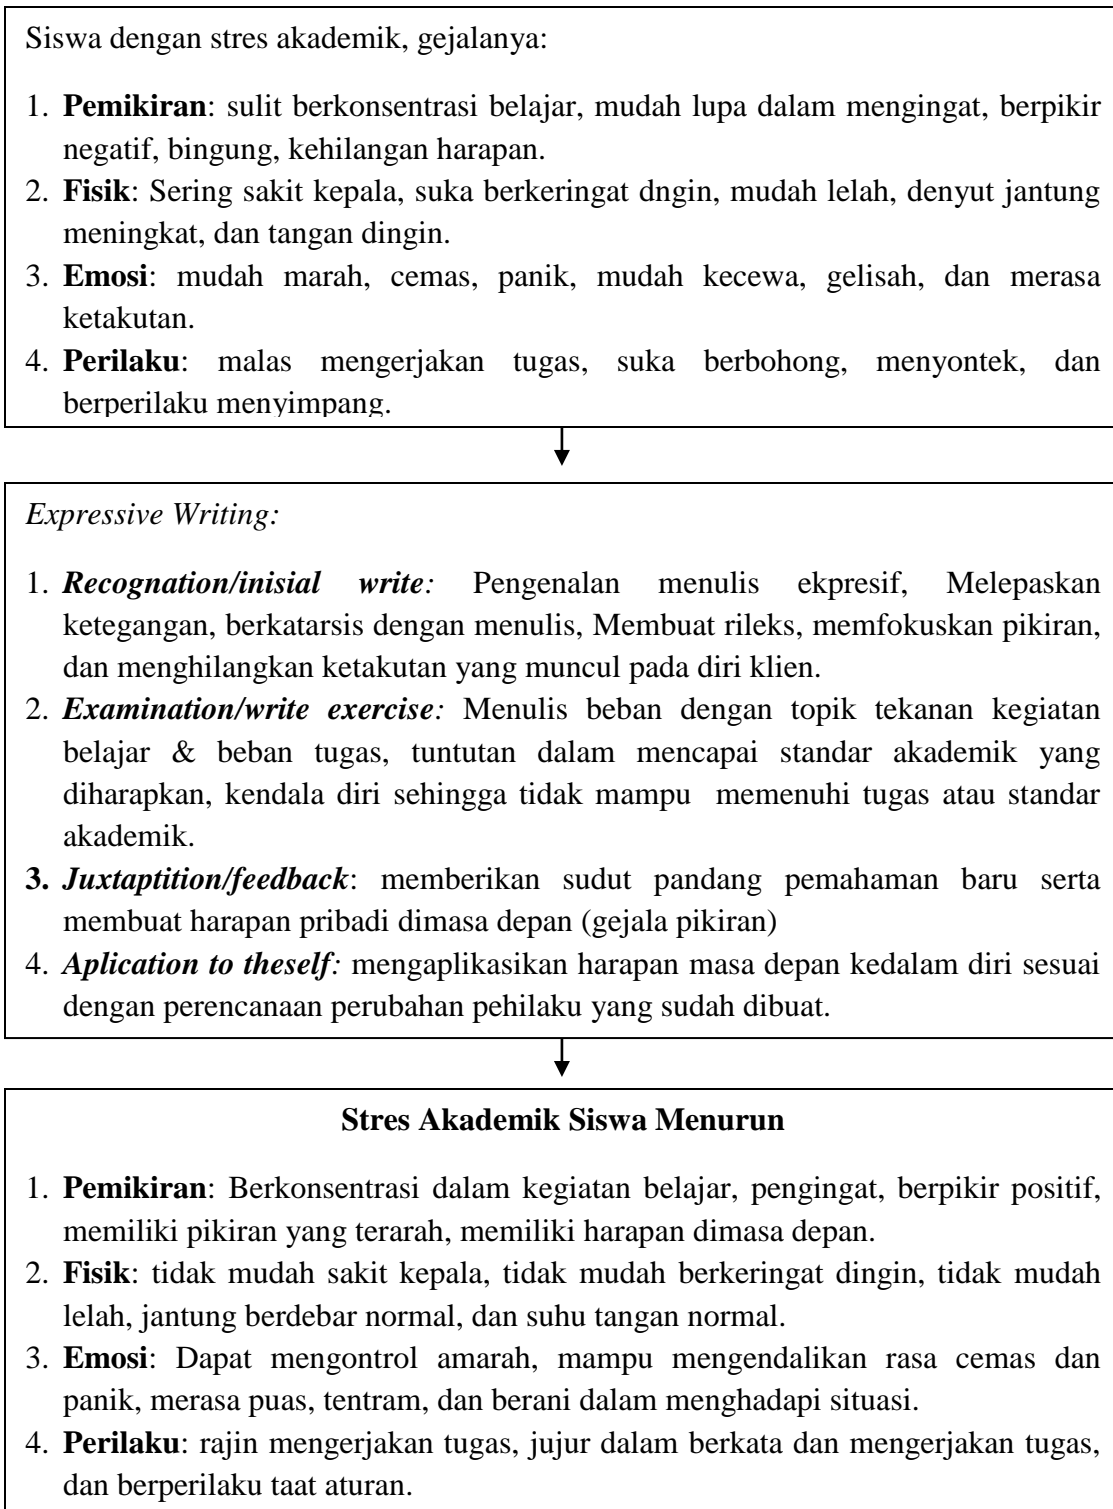 Siswa dengan stres akademik, gejalanya:
1. Pemikiran: sulit berkonsentrasi belajar, mudah lupa dalam mengingat, berpikir
negatif, bingung, kehilangan harapan.
2. Fisik: Sering sakit kepala, suka berkeringat dngin, mudah lelah, denyut jantung
meningkat, dan tangan dingin.
3. Emosi: mudah marah, cemas, panik, mudah kecewa, gelisah, dan merasa
ketakutan.
4. Perilaku: malas mengerjakan tugas, suka berbohong, menyontek, dan
berperilaku menyimpang.
Expressive Writing:
1. Recognation/inisial write: Pengenalan menulis ekpresif, Melepaskan
ketegangan, berkatarsis dengan menulis, Membuat rileks, memfokuskan pikiran,
dan menghilangkan ketakutan yang muncul pada diri klien.
2. Examination/write exercise: Menulis beban dengan topik tekanan kegiatan
belajar & beban tugas, tuntutan dalam mencapai standar akademik yang
diharapkan, kendala diri sehingga tidak mampu memenuhi tugas atau standar
akademik.
3. Juxtaptition/feedback: memberikan sudut pandang pemahaman baru serta
membuat harapan pribadi dimasa depan (gejala pikiran)
4. Aplication to theself: mengaplikasikan harapan masa depan kedalam diri sesuai
dengan perencanaan perubahan pehilaku yang sudah dibuat.
Stres Akademik Siswa Menurun
1. Pemikiran: Berkonsentrasi dalam kegiatan belajar, pengingat, berpikir positif,
memiliki pikiran yang terarah, memiliki harapan dimasa depan.
2. Fisik: tidak mudah sakit kepala, tidak mudah berkeringat dingin, tidak mudah
lelah, jantung berdebar normal, dan suhu tangan normal.
3. Emosi: Dapat mengontrol amarah, mampu mengendalikan rasa cemas dan
panik, merasa puas, tentram, dan berani dalam menghadapi situasi.
4. Perilaku: rajin mengerjakan tugas, jujur dalam berkata dan mengerjakan tugas,
dan berperilaku taat aturan.